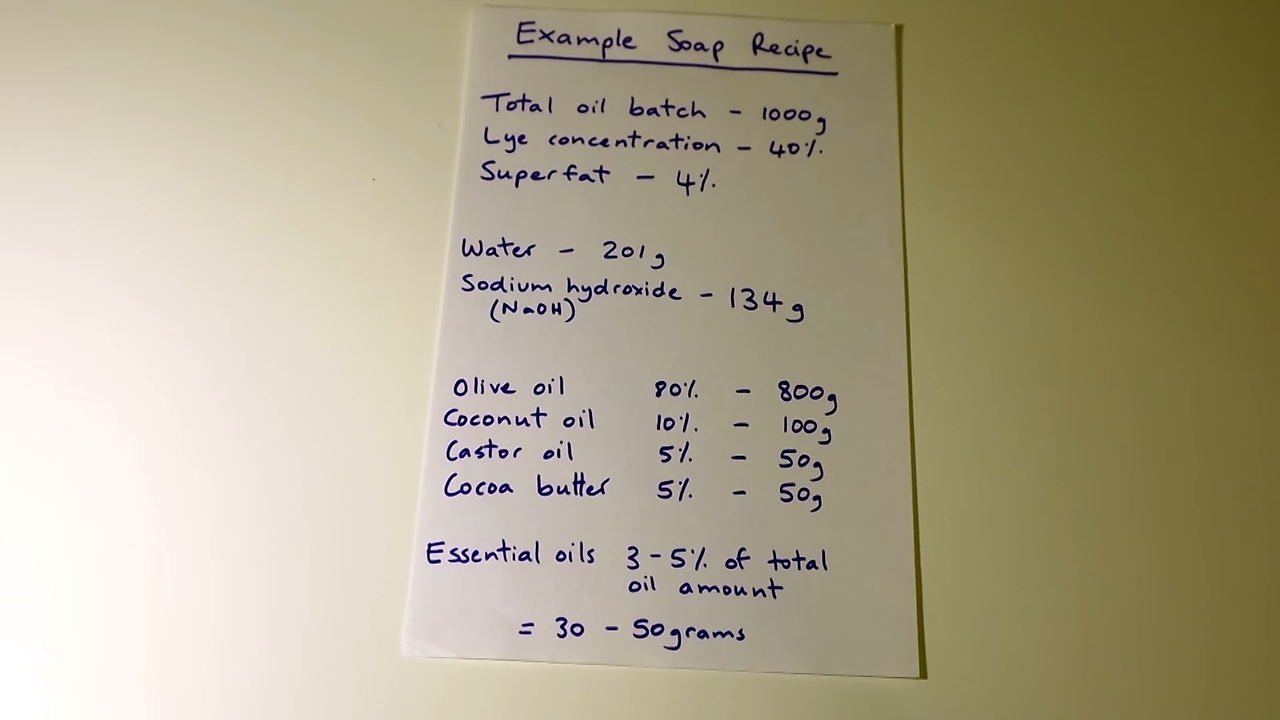 Example Soap Recipe
Total oil batch - 1000g
Lye concentration - 40%.
Superfat - 4%.
Water - 201g
Sodium hydroxide - 134g
(NaOH)
Olive oil 80% - 800g
Coconut oil 10% - 100g
Castor oil 5% - 50g
Cocoa butter 5% - 50g
Essential oils 3-5% of total
oil amount
= 30 - 50grams